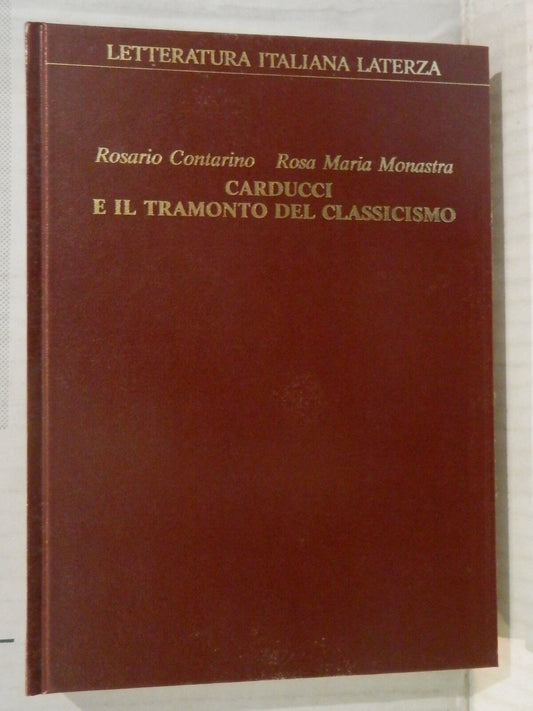 LETTERATURA ITALIANA LATERZA
Rosario Contarino Rosa Maria Monastra
CARDUCCI
E IL TRAMONTO DEL CLASSICISMO